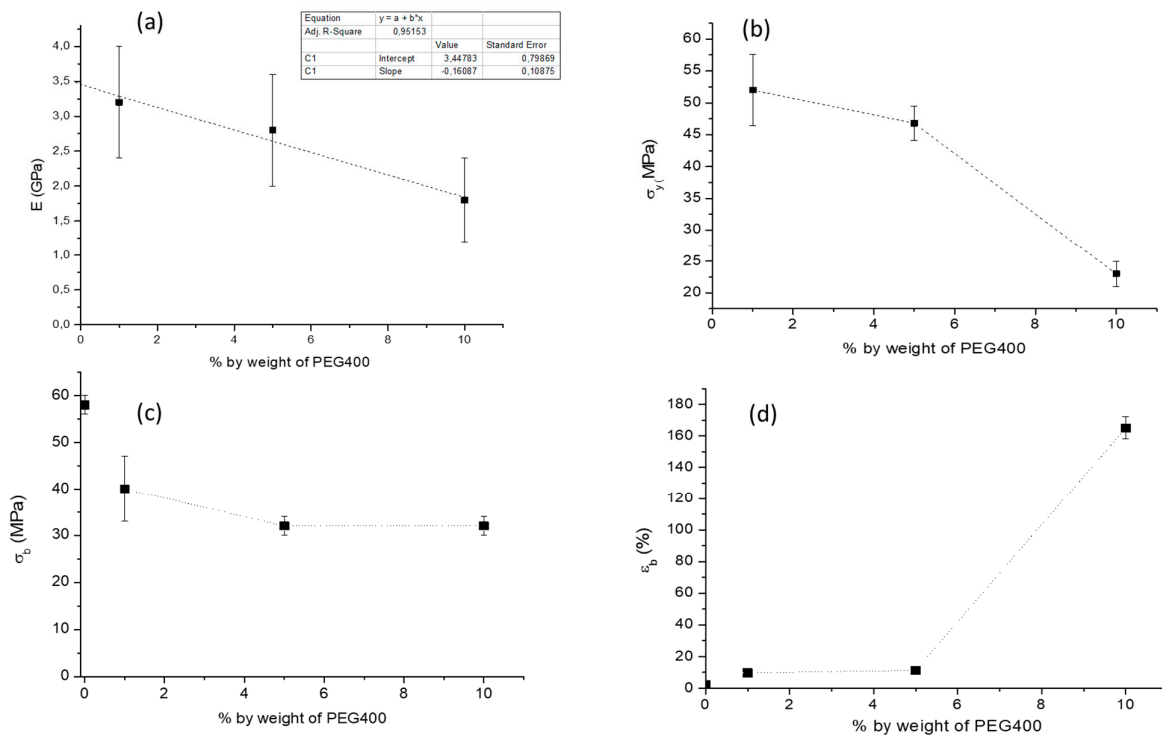 (a)
Equation y = a + b*x
Adj. R-Square 0,95153
Value Standard Error
C1 Intercept 3,44783 0,79869
C1 Slope -0,16087 0,10875
4,0
3,5
3,0
2,5
2,0
1,5
1,0
0,5
0,0
E (GPa)
0 2 4 6 8 10
% by weight of PEG400
(b)
60
55
50
45
40
35
30
25
20
σy( MPa)
0 2 4 6 8 10
% by weight of PEG400
(c)
60
50
40
30
20
10
0
σb (MPa)
0 2 4 6 8 10
% by weight of PEG400
(d)
180
160
140
120
100
80
60
40
20
0
εb (%)
0 2 4 6 8 10
% by weight of PEG400